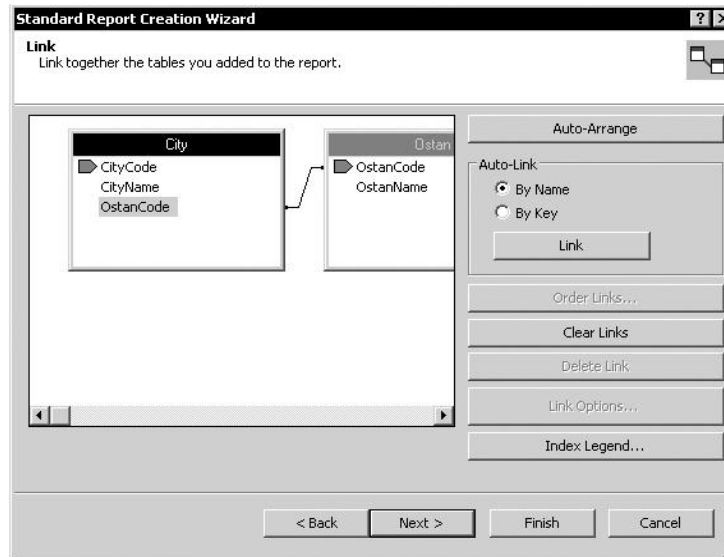 Standard Report Creation Wizard
Link
Link together the tables you added to the report.
City
CityCode
CityName
OstanCode
Ostan
OstanCode
OstanName
Auto-Arrange
Auto-Link
By Name
By Key
Link
Order Links...
Clear Links
Delete Link
Link Options...
Index Legend...
< Back
Next >
Finish
Cancel